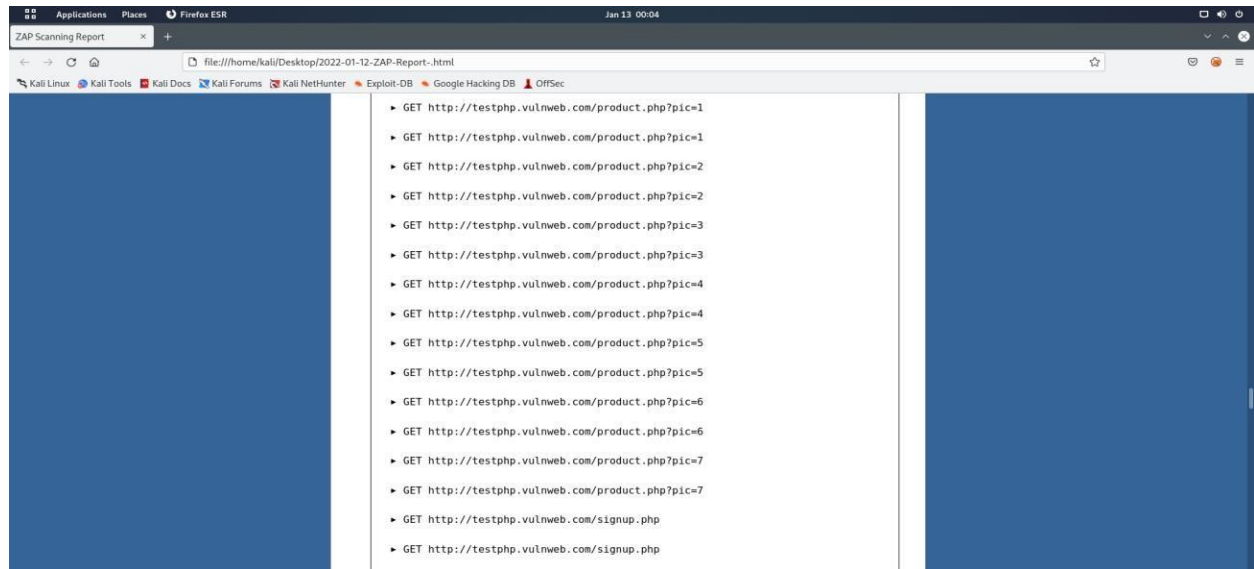 Applications Places Firefox ESR Jan 13 00:04
ZAP Scanning Report × +
file:///home/kali/Desktop/2022-01-12-ZAP-Report-.html
Kali Linux Kali Tools Kali Docs Kali Forums Kali NetHunter Exploit-DB Google Hacking DB OffSec
▸ GET http://testphp.vulnweb.com/product.php?pic=1
▸ GET http://testphp.vulnweb.com/product.php?pic=1
▸ GET http://testphp.vulnweb.com/product.php?pic=2
▸ GET http://testphp.vulnweb.com/product.php?pic=2
▸ GET http://testphp.vulnweb.com/product.php?pic=3
▸ GET http://testphp.vulnweb.com/product.php?pic=3
▸ GET http://testphp.vulnweb.com/product.php?pic=4
▸ GET http://testphp.vulnweb.com/product.php?pic=4
▸ GET http://testphp.vulnweb.com/product.php?pic=5
▸ GET http://testphp.vulnweb.com/product.php?pic=5
▸ GET http://testphp.vulnweb.com/product.php?pic=6
▸ GET http://testphp.vulnweb.com/product.php?pic=6
▸ GET http://testphp.vulnweb.com/product.php?pic=7
▸ GET http://testphp.vulnweb.com/product.php?pic=7
▸ GET http://testphp.vulnweb.com/signup.php
▸ GET http://testphp.vulnweb.com/signup.php